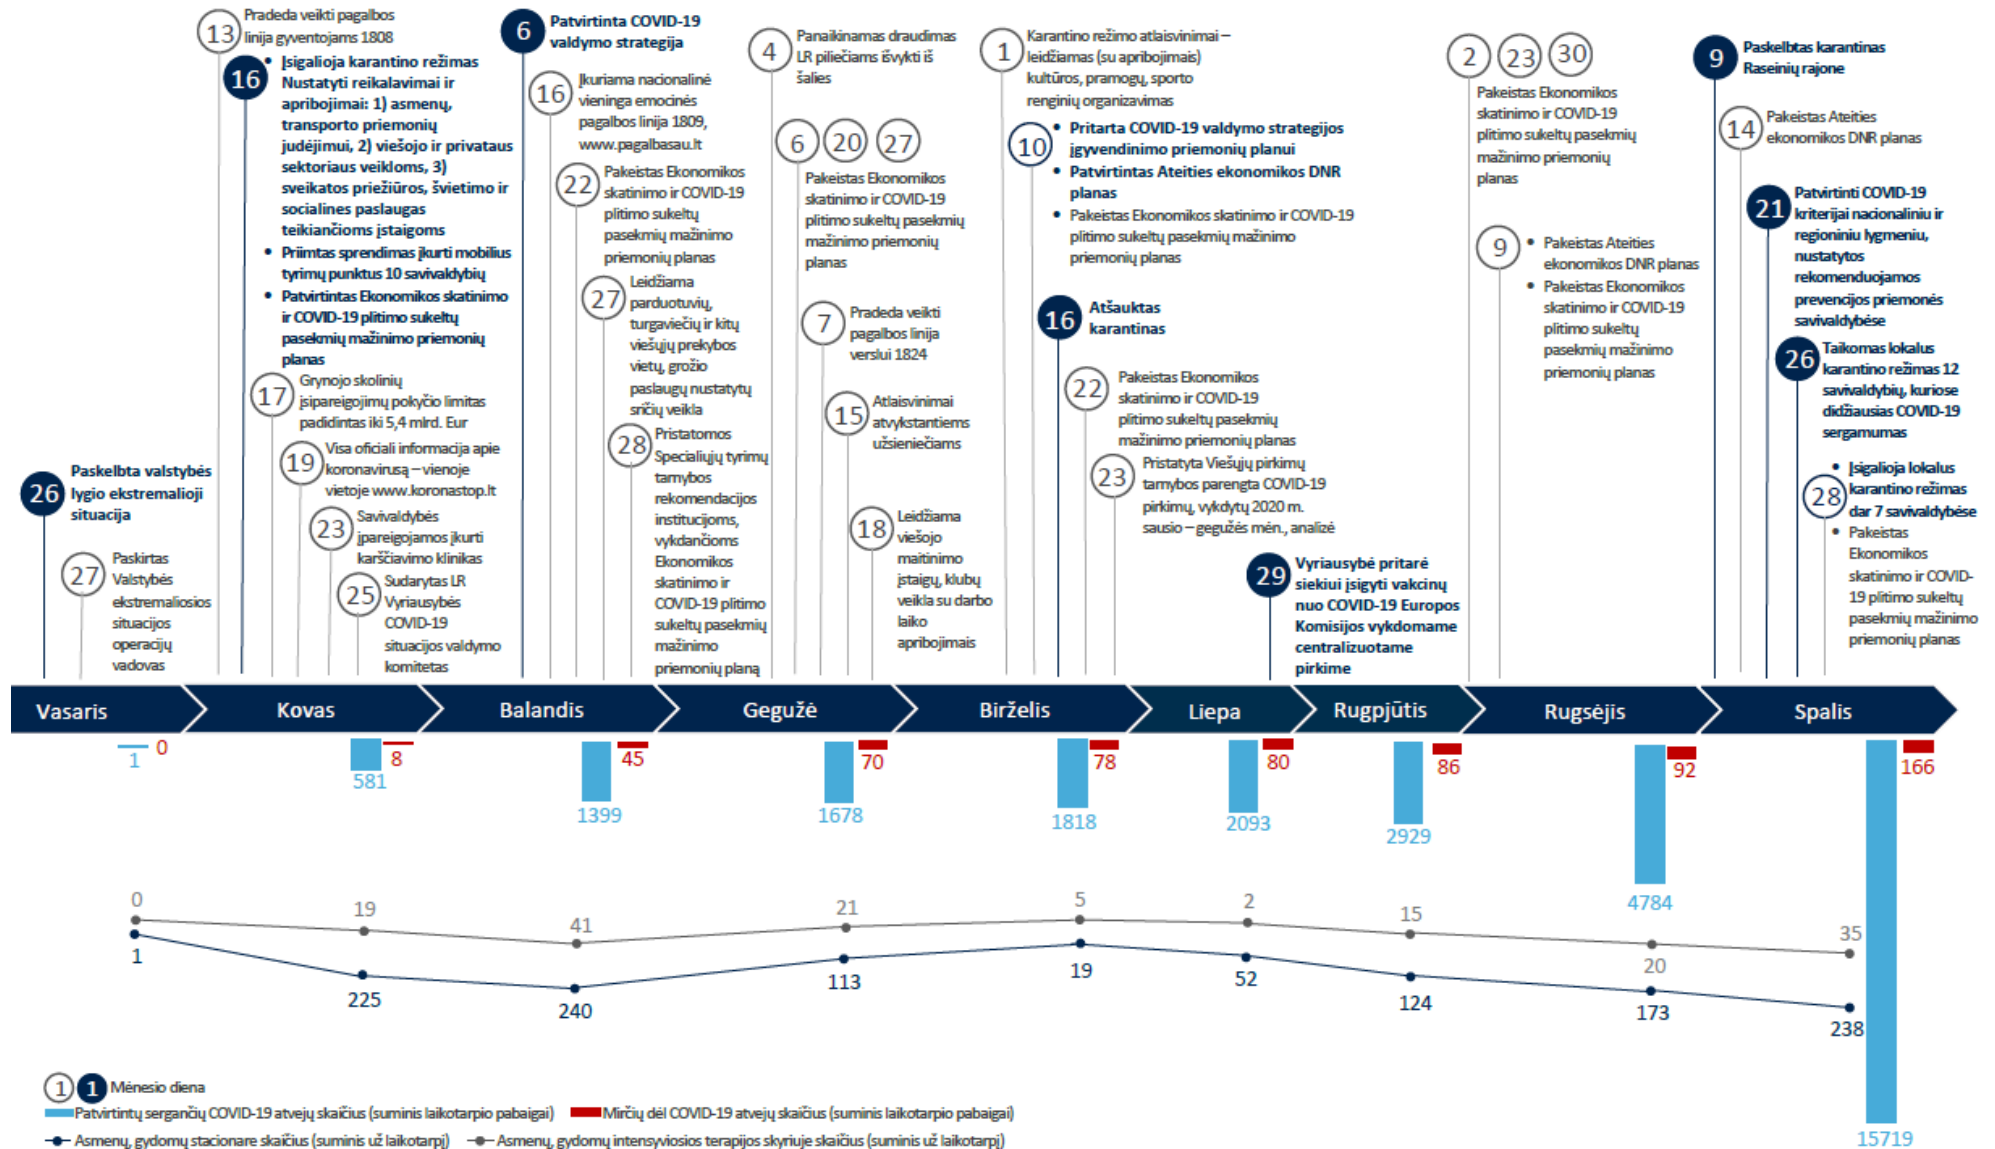 13
Pradeda veikti pagalbos
linija gyventojams 1808
16
• Įsigalioja karantino režimas
Nustatyti reikalavimai ir
apribojimai: 1) asmenų,
transporto priemonių
judėjimui, 2) viešojo ir privataus
sektoriaus veikloms, 3)
sveikatos priežiūros, švietimo ir
socialines paslaugas
teikiančioms įstaigoms
• Priimtas sprendimas įkurti mobilius
tyrimų punktus 10 savivaldybių
• Patvirtintas Ekonomikos skatinimo
ir COVID-19 plitimo sukeltų
pasekmių mažinimo priemonių
planas
17
Grynojo skolinių
įsipareigojimų pokyčio limitas
padidintas iki 5,4 mlrd. Eur
19
Visa oficiali informacija apie
koronavirusą – vienoje
vietoje www.koronastop.lt
23
Savivaldybės
įpareigojamos įkurti
karščiavimo klinikas
25
Sudarytas LR
Vyriausybės
COVID-19
situacijos valdymo
komitetas
26
Paskelbta valstybės
lygio ekstremalioji
situacija
27
Paskirtas
Valstybės
ekstremaliosios
situacijos
operacijų
vadovas
6
Patvirtinta COVID-19
valdymo strategija
16
Įkuriama nacionalinė
vieninga emocinės
pagalbos linija 1809,
www.pagalbasau.lt
22
Pakeistas Ekonomikos
skatinimo ir COVID-19
plitimo sukeltų
pasekmių mažinimo
priemonių planas
27
Leidžiama
parduotuvių,
turgaviečių ir kitų
viešųjų prekybos
vietų, grožio
paslaugų nustatytų
sričių veikla
28
Pristatomos
Specialiųjų tyrimų
tarnybos
rekomendacijos
institucijoms,
vykdančioms
Ekonomikos
skatinimo ir
COVID-19 plitimo
sukeltų pasekmių
mažinimo
priemonių planą
4
Panaikinamas draudimas
LR piliečiams išvykti iš
šalies
6 20 27
Pakeistas Ekonomikos
skatinimo ir COVID-19
plitimo sukeltų pasekmių
mažinimo priemonių
planas
7
Pradeda veikti
pagalbos linija
verslui 1824
15
Atlaisvinimai
atvykstantiems
užsieniečiams
18
Leidžiama
viešojo
maitinimo
įstaigų, klubų
veikla su darbo
laiko
apribojimais
1
Karantino režimo atlaisvinimai –
leidžiamas (su apribojimais)
kultūros, pramogų, sporto
renginių organizavimas
10
• Pritarta COVID-19 valdymo strategijos
įgyvendinimo priemonių planui
• Patvirtintas Ateities ekonomikos DNR
planas
• Pakeistas Ekonomikos skatinimo ir COVID-19
plitimo sukeltų pasekmių mažinimo
priemonių planas
16
Atšauktas
karantinas
22
Pakeistas Ekonomikos
skatinimo ir COVID-19
plitimo sukeltų pasekmių
mažinimo priemonių planas
23
Pristatyta Viešųjų pirkimų
tarnybos parengta COVID-19
pirkimų, vykdytų 2020 m.
sausio – gegužės mėn., analizė
29
Vyriausybė pritarė
siekiui įsigyti vakcinų
nuo COVID-19 Europos
Komisijos vykdomame
centralizuotame
pirkime
2 23 30
Pakeistas Ekonomikos
skatinimo ir COVID-19
plitimo sukeltų pasekmių
mažinimo priemonių
planas
9
• Pakeistas Ateities
ekonomikos DNR planas
• Pakeistas Ekonomikos
skatinimo ir COVID-19
plitimo sukeltų
pasekmių mažinimo
priemonių planas
9
Paskelbtas karantinas
Raseinių rajone
14
Pakeistas Ateities
ekonomikos DNR planas
21
Patvirtinti COVID-19
kriterijai nacionaliniu ir
regioniniu lygmeniu,
nustatytos
rekomenduojamos
prevencijos priemonės
savivaldybėse
26
Taikomas lokalus
karantino režimas 12
savivaldybių, kuriose
didžiausias COVID-19
sergamumas
28
• Įsigalioja lokalus
karantino režimas
dar 7 savivaldybėse
• Pakeistas
Ekonomikos
skatinimo ir COVID-
19 plitimo sukeltų
pasekmių mažinimo
priemonių planas
Vasaris Kovas Balandis Gegužė Birželis Liepa Rugpjūtis Rugsėjis Spalis
1 0 581 8 1399 45 1678 70 1818 78 2093 80 2929 86 4784 92 15719 166
0 19 41 21 5 2 15 20 35
1 225 240 113 19 52 124 173 238
1 1 Mėnesio diena
Patvirtintų sergančių COVID-19 atvejų skaičius (suminis laikotarpio pabaigai) Mirčių dėl COVID-19 atvejų skaičius (suminis laikotarpio pabaigai)
Asmenų, gydomų stacionare skaičius (suminis už laikotarpį) Asmenų, gydomų intensyviosios terapijos skyriuje skaičius (suminis už laikotarpį)